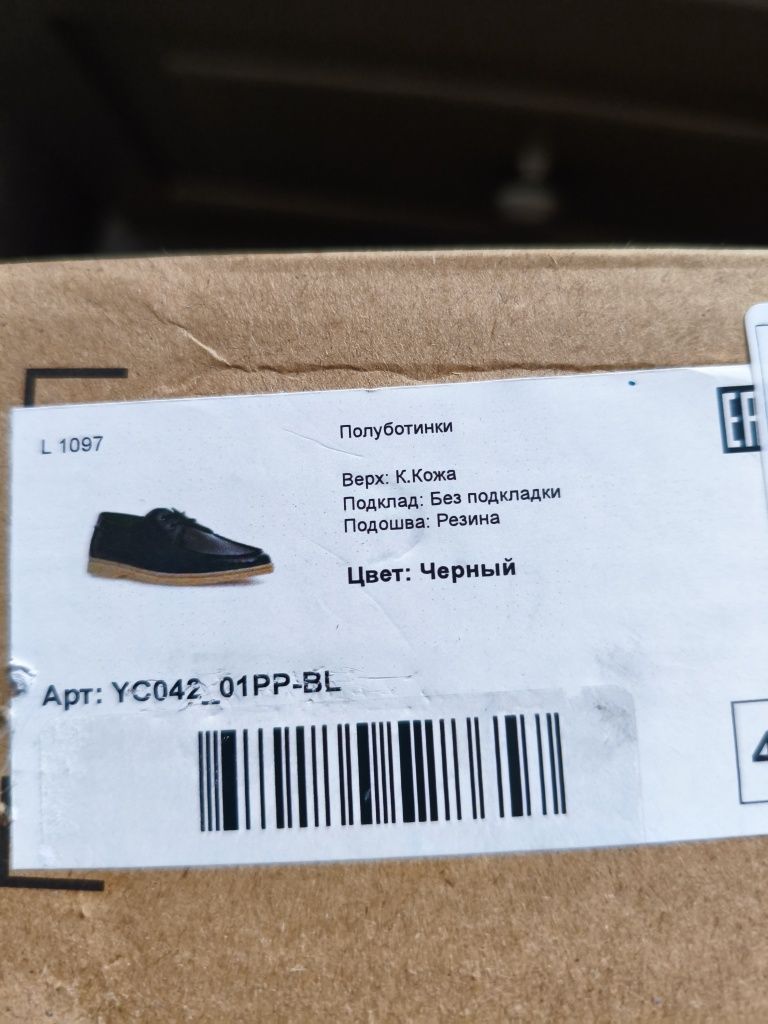 L 1097
Полуботинки
Верх: К.Кожа
Подклад: Без подкладки
Подошва: Резина
Цвет: Черный
Арт: YC042_01PP-BL